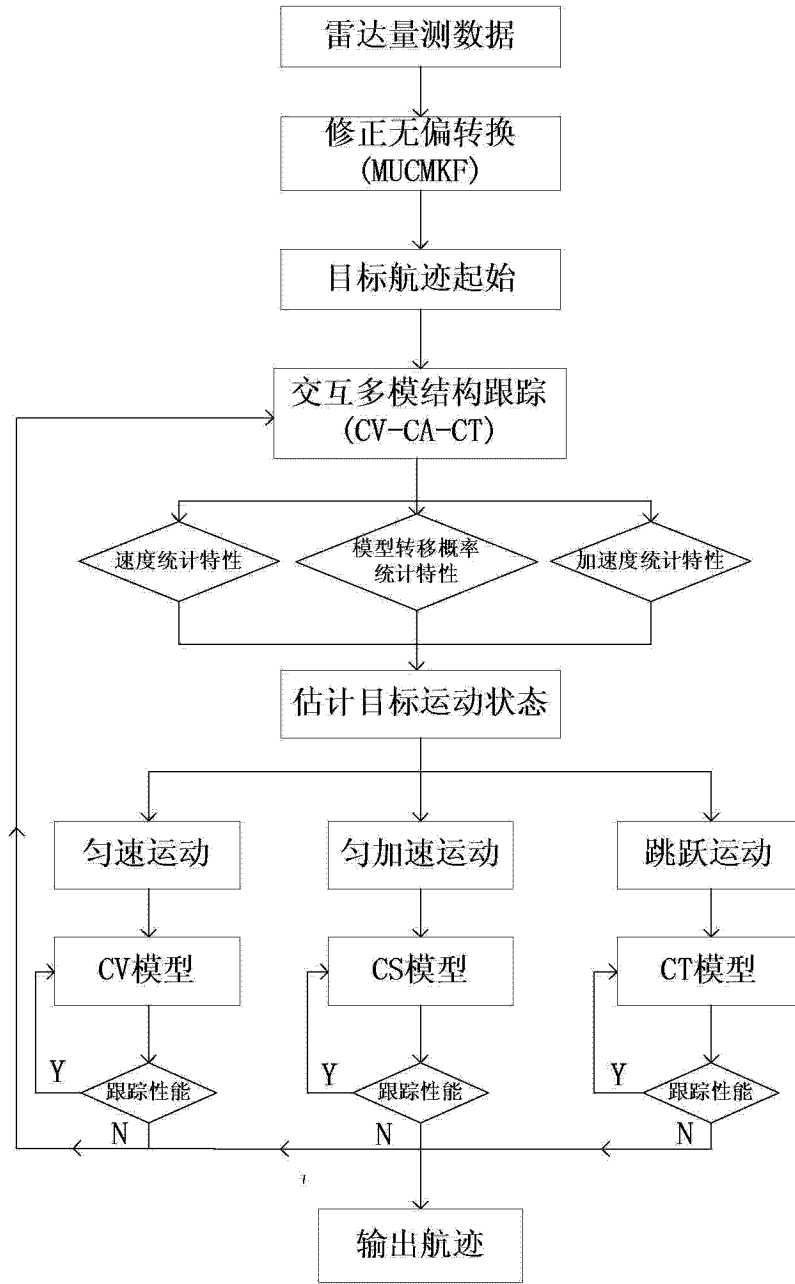 雷达量测数据
修正无偏转换
(MUCMKF)
目标航迹起始
交互多模结构跟踪
(CV-CA-CT)
速度统计特性
模型转移概率
统计特性
加速度统计特性
估计目标运动状态
匀速运动
匀加速运动
跳跃运动
CV模型
CS模型
CT模型
Y
跟踪性能
Y
跟踪性能
Y
跟踪性能
N
N
N
输出航迹